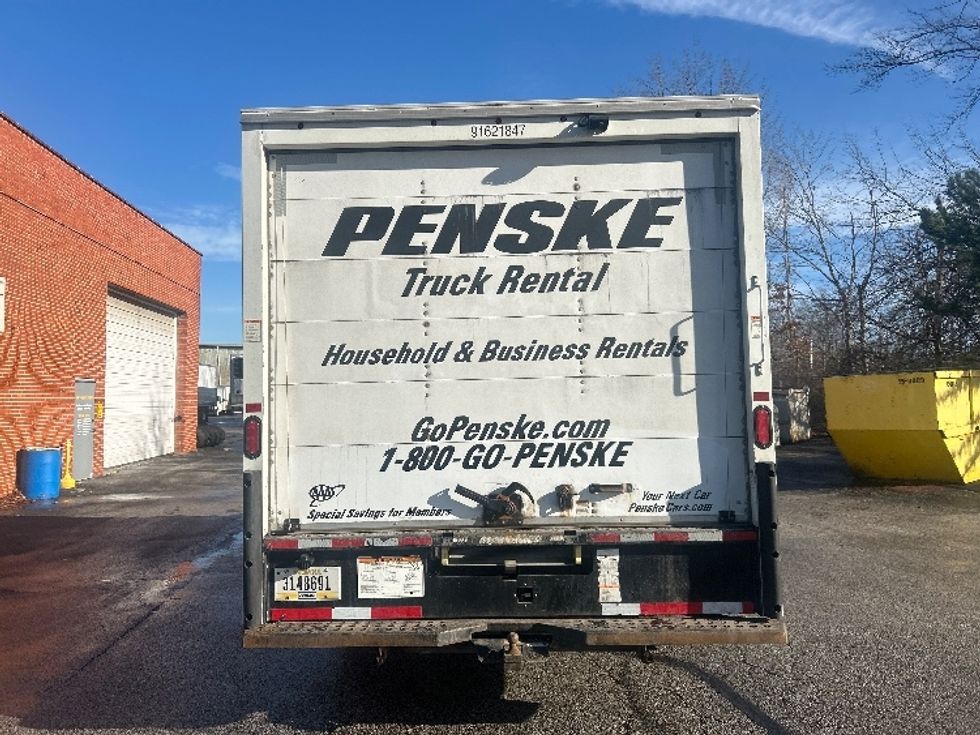 91621847
PENSKE
Truck Rental
Household & Business Rentals
GoPenske.com
1-800-GO-PENSKE
AAA
Special Savings for Members
Your Next Car
PenskeCars.com
3148691